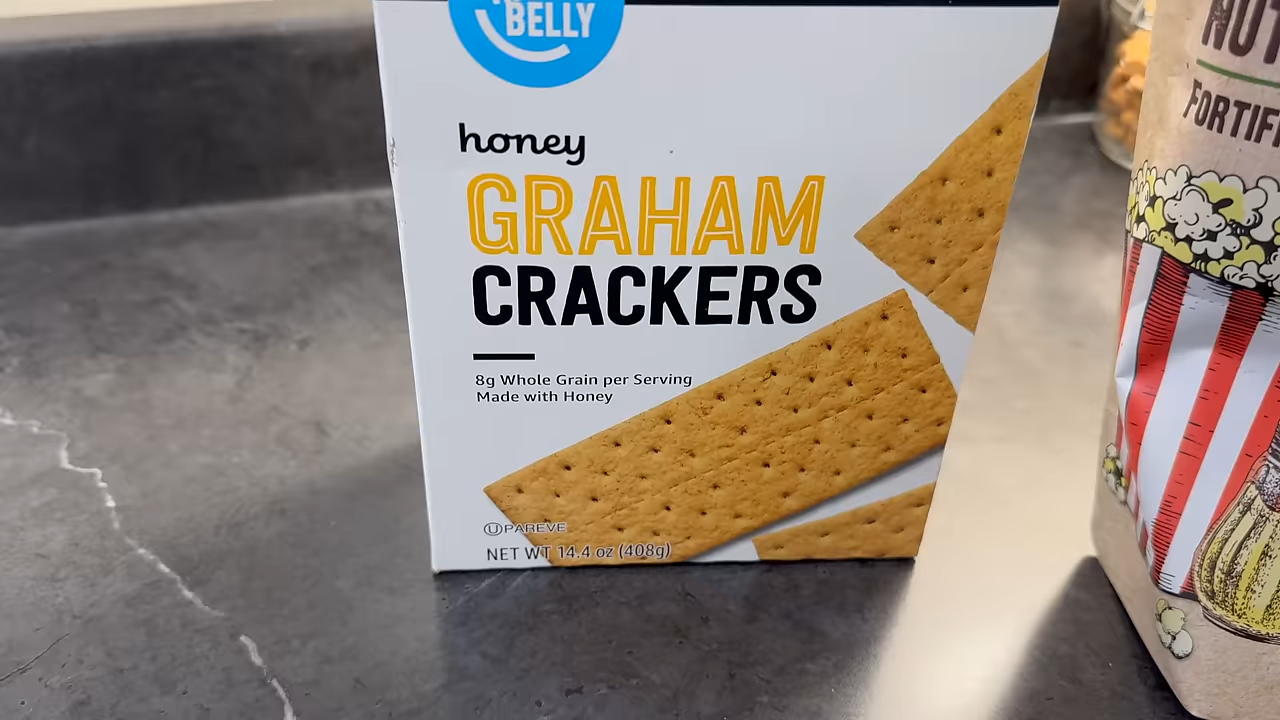 BELLY
honey
GRAHAM
CRACKERS
8g Whole Grain per Serving
Made with Honey
U PAREVE
NET WT 14.4 oz (408g)